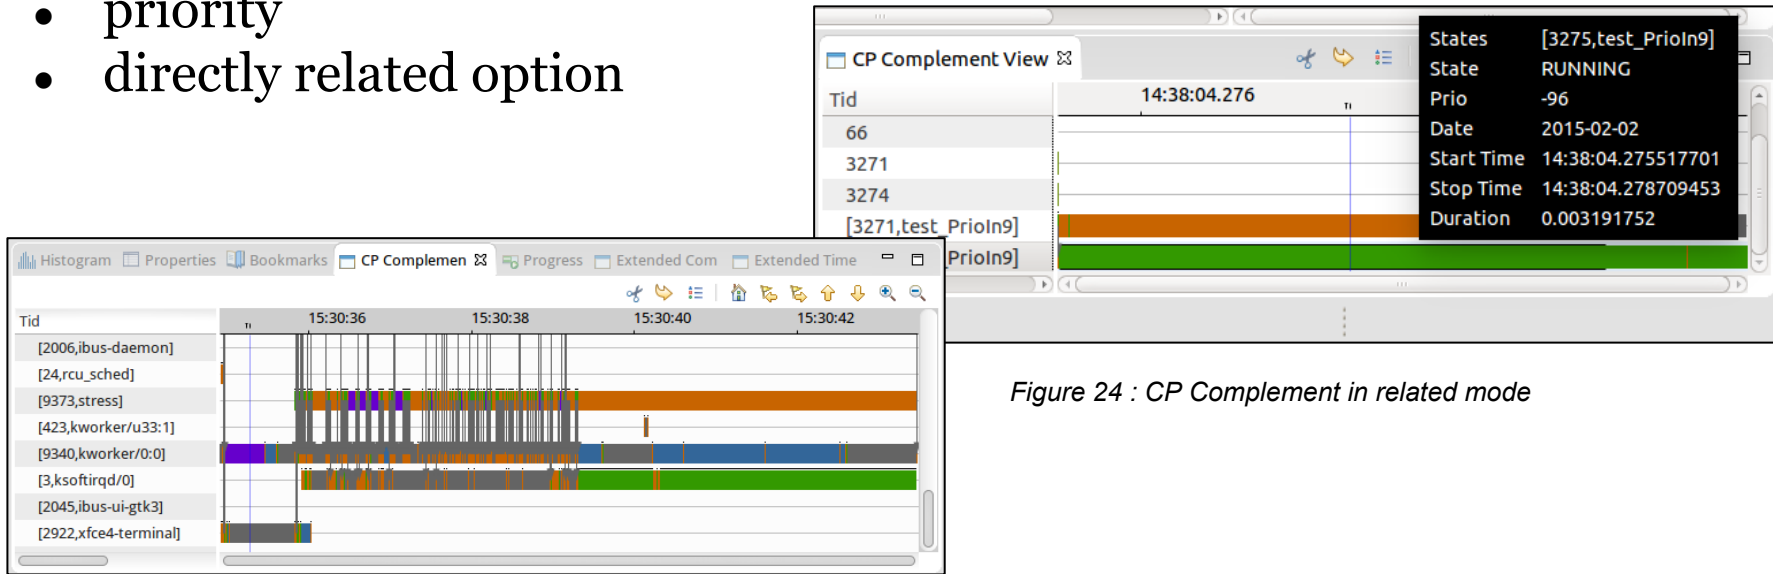 • priority
• directly related option
CP Complement View
Tid
14:38:04.276
66
3271
3274
[3271,test_PrioIn9]
_PrioIn9]
States [3275,test_PrioIn9]
State RUNNING
Prio -96
Date 2015-02-02
Start Time 14:38:04.275517701
Stop Time 14:38:04.278709453
Duration 0.003191752
Histogram Properties Bookmarks CP Complemen Progress Extended Com Extended Time
Tid 15:30:36 15:30:38 15:30:40 15:30:42
[2006,ibus-daemon]
[24,rcu_sched]
[9373,stress]
[423,kworker/u33:1]
[9340,kworker/0:0]
[3,ksoftirqd/0]
[2045,ibus-ui-gtk3]
[2922,xfce4-terminal]
Figure 24 : CP Complement in related mode